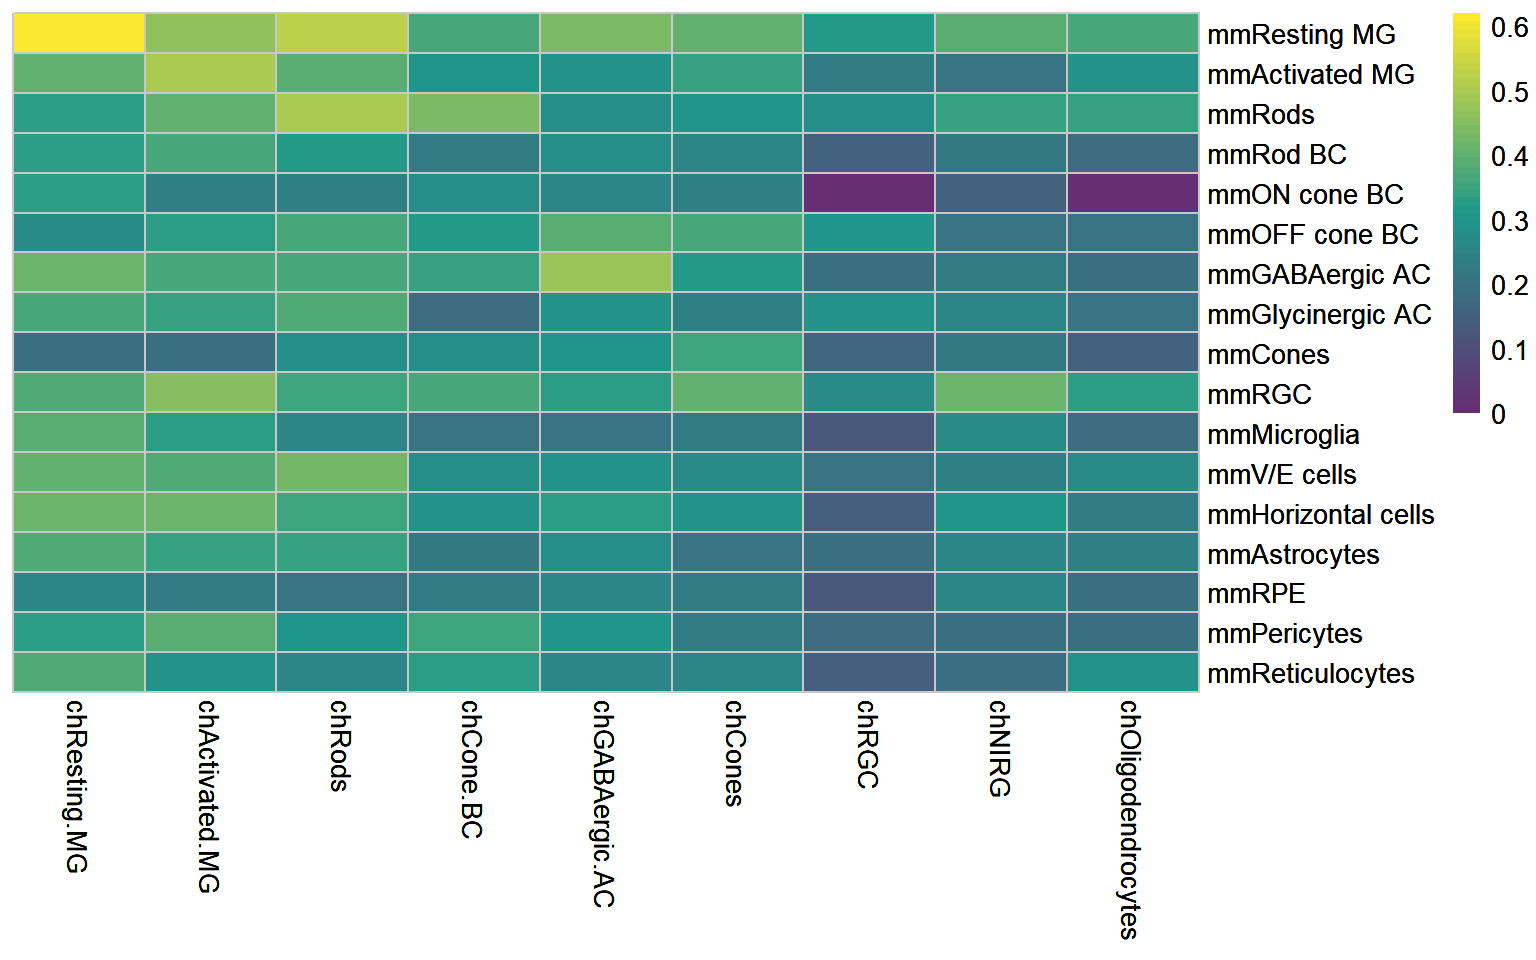 mmResting MG
mmActivated MG
mmRods
mmRod BC
mmON cone BC
mmOFF cone BC
mmGABAergic AC
mmGlycinergic AC
mmCones
mmRGC
mmMicroglia
mmV/E cells
mmHorizontal cells
mmAstrocytes
mmRPE
mmPericytes
mmReticulocytes
0.6
0.5
0.4
0.3
0.2
0.1
0
chResting.MG
chActivated.MG
chRods
chCone.BC
chGABAergic.AC
chCones
chRGC
chNIRG
chOligodendrocytes